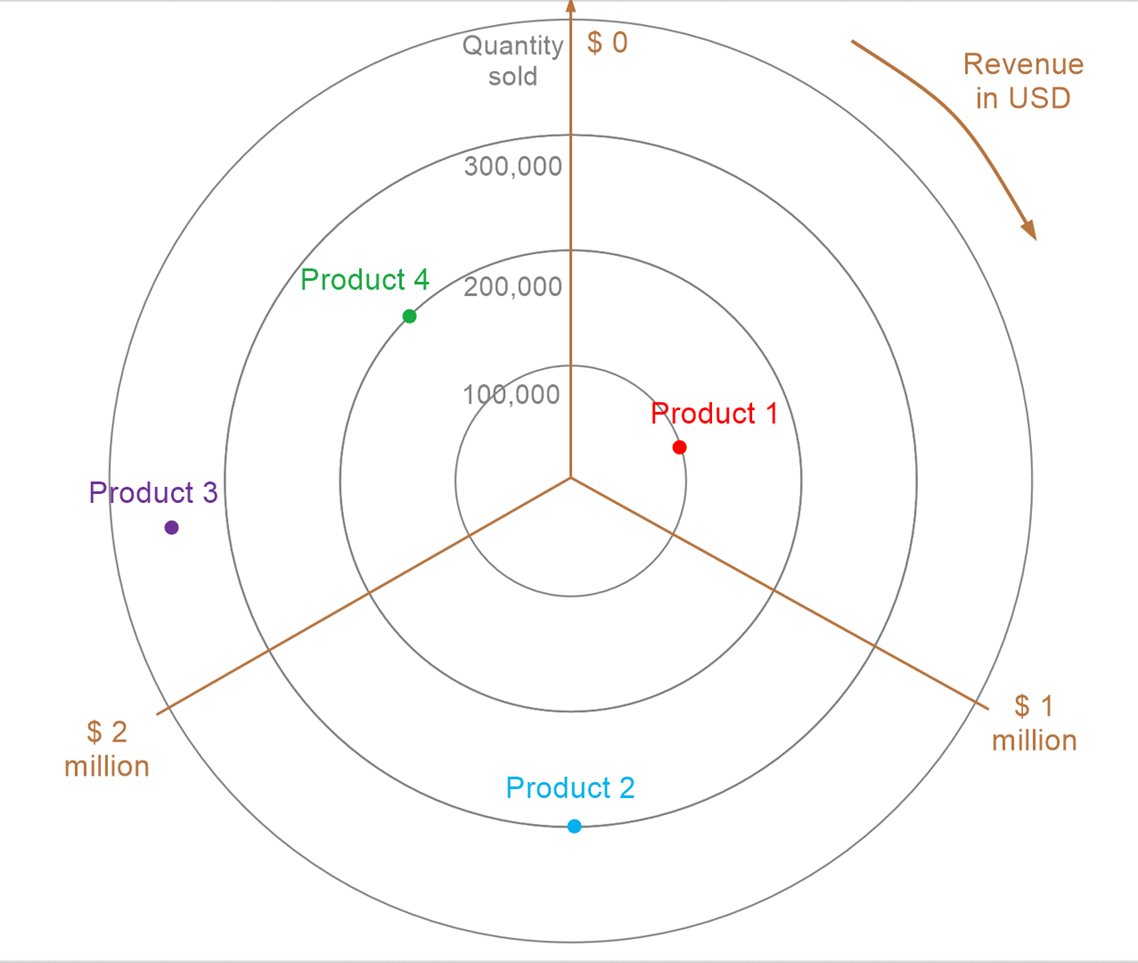 Quantity
sold
$ 0
Revenue
in USD
300,000
Product 4
200,000
100,000
Product 1
Product 3
$ 2
million
$ 1
million
Product 2